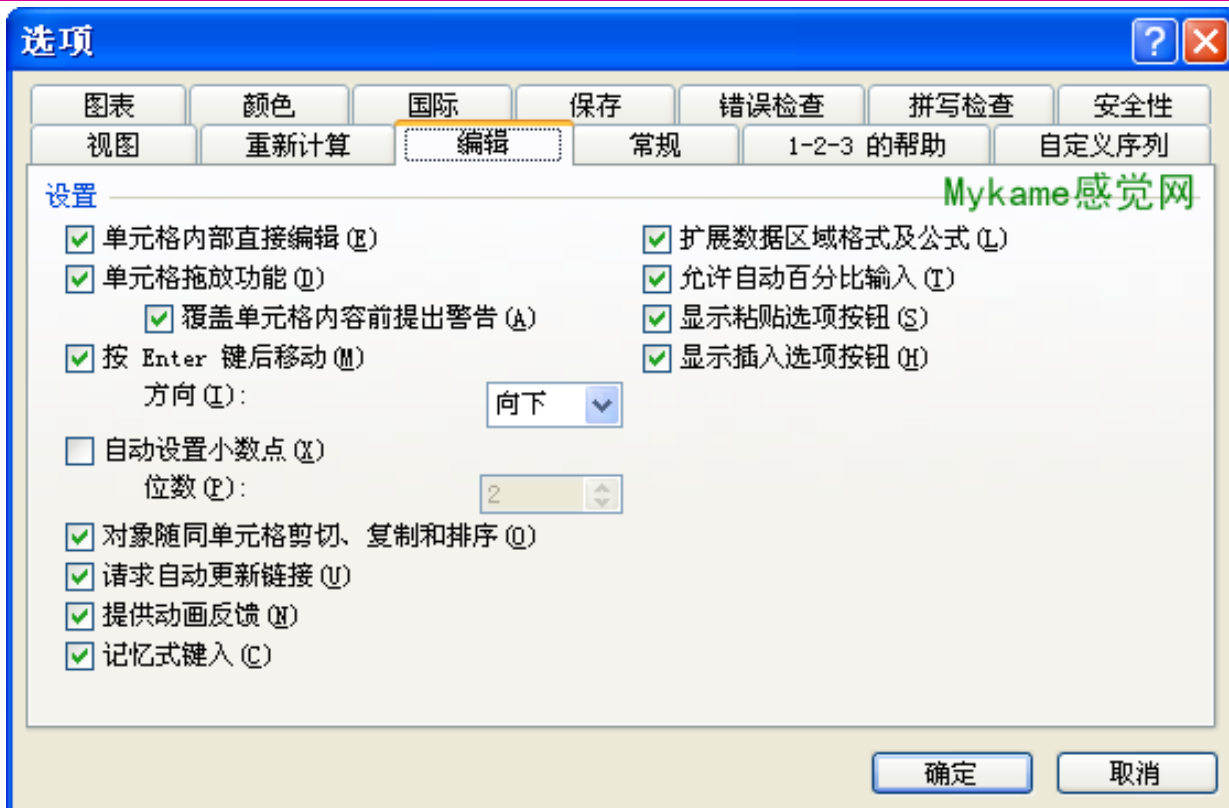 选项
图表 颜色 国际 保存 错误检查 拼写检查 安全性
视图 重新计算 编辑 常规 1-2-3 的帮助 自定义序列
设置
Mykame感觉网
单元格内部直接编辑(E)
单元格拖放功能(D)
覆盖单元格内容前提出警告(A)
按 Enter 键后移动(M)
方向(I): 向下
自动设置小数点(X)
位数(P): 2
对象随同单元格剪切、复制和排序(O)
请求自动更新链接(U)
提供动画反馈(N)
记忆式键入(C)
扩展数据区域格式及公式(L)
允许自动百分比输入(T)
显示粘贴选项按钮(S)
显示插入选项按钮(H)
确定 取消